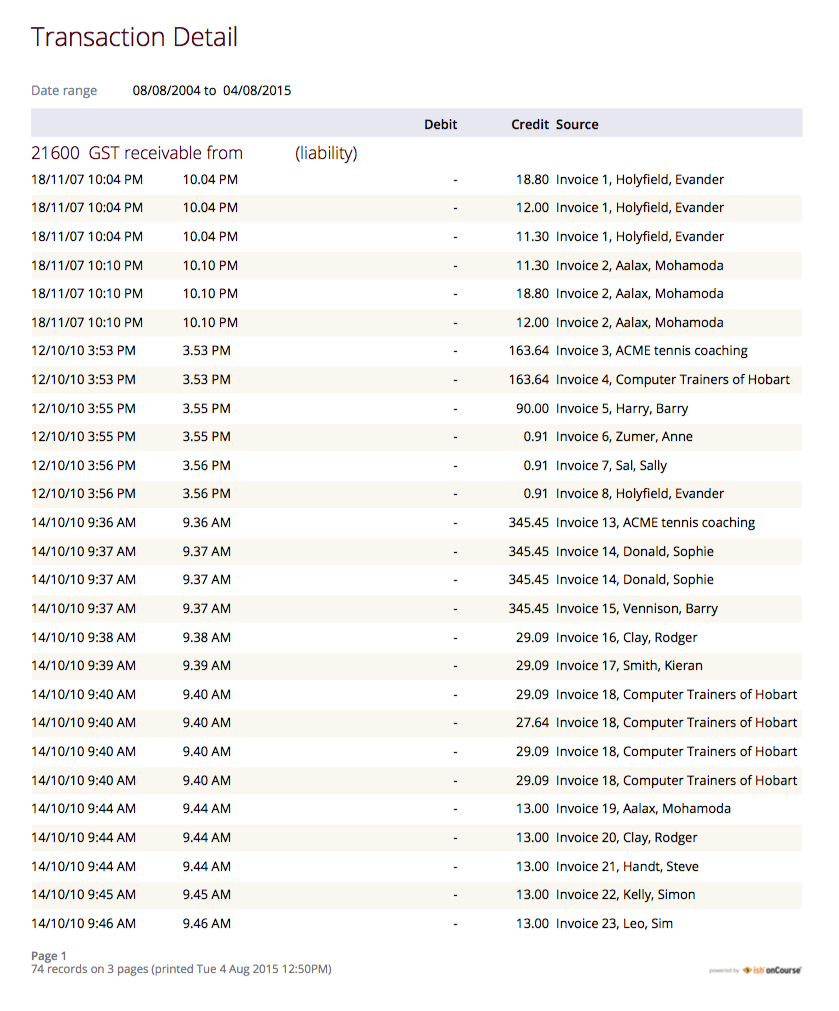 Transaction Detail
Date range 08/08/2004 to 04/08/2015
Debit Credit Source
21600 GST receivable from (liability)
18/11/07 10:04 PM 10.04 PM - 18.80 Invoice 1, Holyfield, Evander
18/11/07 10:04 PM 10.04 PM - 12.00 Invoice 1, Holyfield, Evander
18/11/07 10:04 PM 10.04 PM - 11.30 Invoice 1, Holyfield, Evander
18/11/07 10:10 PM 10.10 PM - 11.30 Invoice 2, Aalax, Mohamoda
18/11/07 10:10 PM 10.10 PM - 18.80 Invoice 2, Aalax, Mohamoda
18/11/07 10:10 PM 10.10 PM - 12.00 Invoice 2, Aalax, Mohamoda
12/10/10 3:53 PM 3.53 PM - 163.64 Invoice 3, ACME tennis coaching
12/10/10 3:53 PM 3.53 PM - 163.64 Invoice 4, Computer Trainers of Hobart
12/10/10 3:55 PM 3.55 PM - 90.00 Invoice 5, Harry, Barry
12/10/10 3:55 PM 3.55 PM - 0.91 Invoice 6, Zumer, Anne
12/10/10 3:56 PM 3.56 PM - 0.91 Invoice 7, Sal, Sally
12/10/10 3:56 PM 3.56 PM - 0.91 Invoice 8, Holyfield, Evander
14/10/10 9:36 AM 9.36 AM - 345.45 Invoice 13, ACME tennis coaching
14/10/10 9:37 AM 9.37 AM - 345.45 Invoice 14, Donald, Sophie
14/10/10 9:37 AM 9.37 AM - 345.45 Invoice 14, Donald, Sophie
14/10/10 9:37 AM 9.37 AM - 345.45 Invoice 15, Vennison, Barry
14/10/10 9:38 AM 9.38 AM - 29.09 Invoice 16, Clay, Rodger
14/10/10 9:39 AM 9.39 AM - 29.09 Invoice 17, Smith, Kieran
14/10/10 9:40 AM 9.40 AM - 29.09 Invoice 18, Computer Trainers of Hobart
14/10/10 9:40 AM 9.40 AM - 27.64 Invoice 18, Computer Trainers of Hobart
14/10/10 9:40 AM 9.40 AM - 29.09 Invoice 18, Computer Trainers of Hobart
14/10/10 9:40 AM 9.40 AM - 29.09 Invoice 18, Computer Trainers of Hobart
14/10/10 9:44 AM 9.44 AM - 13.00 Invoice 19, Aalax, Mohamoda
14/10/10 9:44 AM 9.44 AM - 13.00 Invoice 20, Clay, Rodger
14/10/10 9:44 AM 9.44 AM - 13.00 Invoice 21, Handt, Steve
14/10/10 9:45 AM 9.45 AM - 13.00 Invoice 22, Kelly, Simon
14/10/10 9:46 AM 9.46 AM - 13.00 Invoice 23, Leo, Sim
Page 1
74 records on 3 pages (printed Tue 4 Aug 2015 12:50PM)
powered by ish onCourse